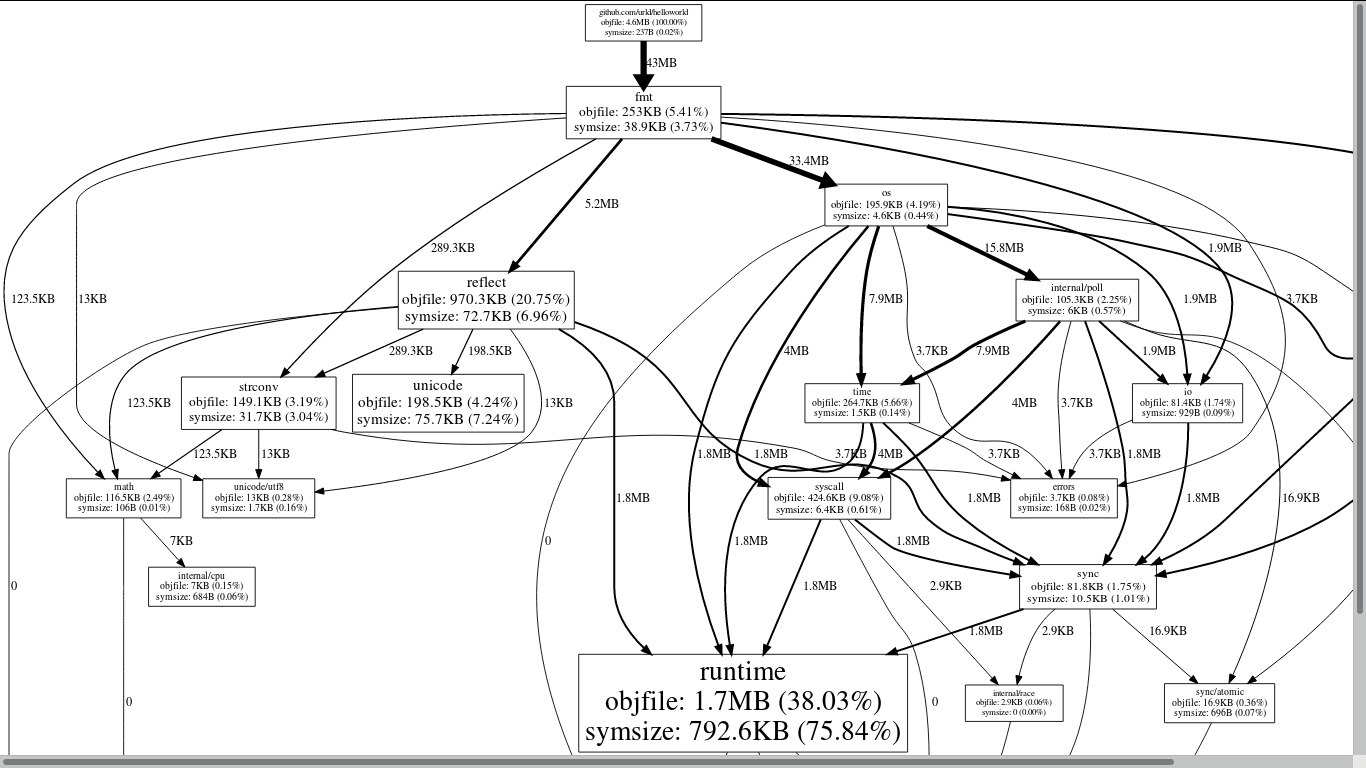 github.com/urld/helloworld
objfile: 4.6MB (100.00%)
symsize: 237B (0.02%)
43MB
fmt
objfile: 253KB (5.41%)
symsize: 38.9KB (3.73%)
33.4MB
os
objfile: 195.9KB (4.19%)
symsize: 4.6KB (0.44%)
5.2MB
289.3KB
15.8MB
1.9MB
reflect
objfile: 970.3KB (20.75%)
symsize: 72.7KB (6.96%)
internal/poll
objfile: 105.3KB (2.25%)
symsize: 6KB (0.57%)
123.5KB
13KB
7.9MB
1.9MB
3.7KB
289.3KB
198.5KB
4MB
3.7KB
7.9MB
1.9MB
strconv
objfile: 149.1KB (3.19%)
symsize: 31.7KB (3.04%)
unicode
objfile: 198.5KB (4.24%)
symsize: 75.7KB (7.24%)
time
objfile: 264.7KB (5.66%)
symsize: 1.5KB (0.14%)
io
objfile: 81.4KB (1.74%)
symsize: 929B (0.09%)
123.5KB
13KB
4MB
3.7KB
123.5KB
13KB
1.8MB
1.8MB
3.7KB
4MB
3.7KB
3.7KB
1.8MB
math
objfile: 116.5KB (2.49%)
symsize: 106B (0.01%)
unicode/utf8
objfile: 13KB (0.28%)
symsize: 1.7KB (0.16%)
syscall
objfile: 424.6KB (9.08%)
symsize: 6.4KB (0.61%)
errors
objfile: 3.7KB (0.08%)
symsize: 168B (0.02%)
1.8MB
1.8MB
1.8MB
16.9KB
7KB
0
1.8MB
1.8MB
internal/cpu
objfile: 7KB (0.15%)
symsize: 684B (0.06%)
sync
objfile: 81.8KB (1.75%)
symsize: 10.5KB (1.01%)
0
1.8MB
2.9KB
1.8MB
2.9KB
16.9KB
runtime
objfile: 1.7MB (38.03%)
symsize: 792.6KB (75.84%)
internal/race
objfile: 2.9KB (0.06%)
symsize: 0 (0.00%)
sync/atomic
objfile: 16.9KB (0.36%)
symsize: 696B (0.07%)
0
0